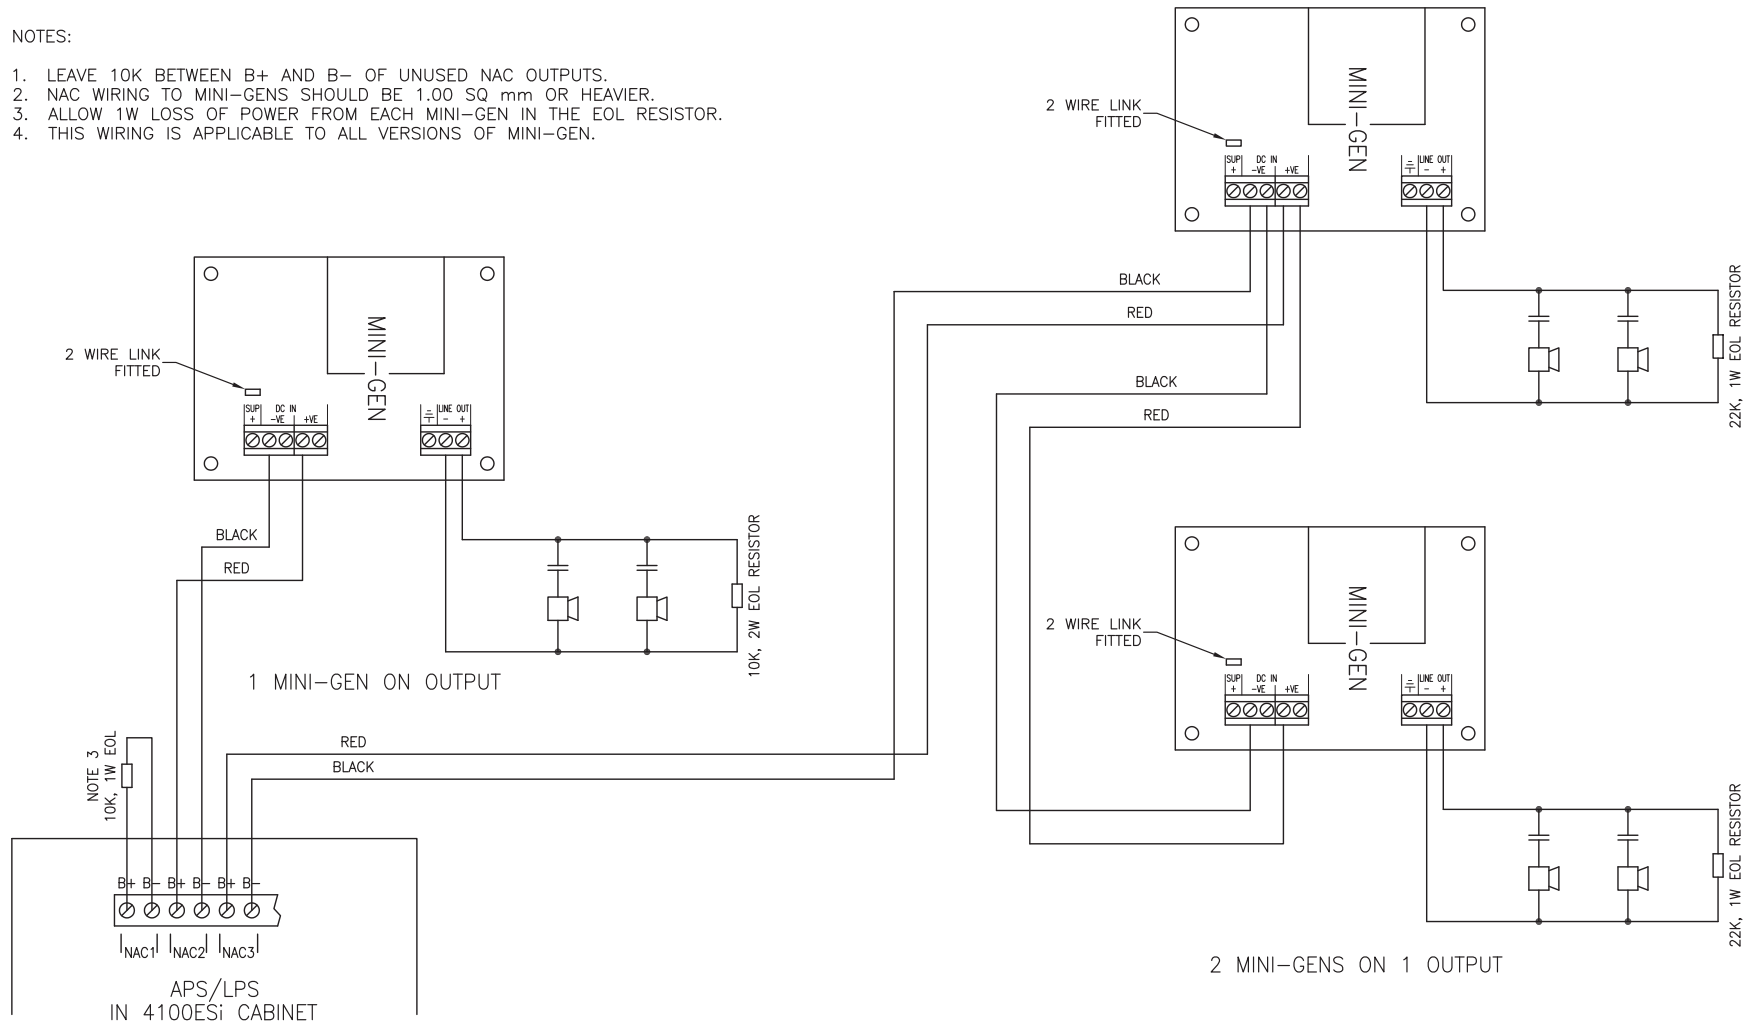 NOTES:
1. LEAVE 10K BETWEEN B+ AND B- OF UNUSED NAC OUTPUTS.
2. NAC WIRING TO MINI-GENS SHOULD BE 1.00 SQ mm OR HEAVIER.
3. ALLOW 1W LOSS OF POWER FROM EACH MINI-GEN IN THE EOL RESISTOR.
4. THIS WIRING IS APPLICABLE TO ALL VERSIONS OF MINI-GEN.
MINI-GEN
2 WIRE LINK
FITTED
SUP DC IN
+ -VE +VE
LINE OUT
- +
BLACK
RED
10K, 2W EOL RESISTOR
1 MINI-GEN ON OUTPUT
MINI-GEN
2 WIRE LINK
FITTED
SUP DC IN
+ -VE +VE
LINE OUT
- +
BLACK
RED
BLACK
RED
22K, 1W EOL RESISTOR
MINI-GEN
2 WIRE LINK
FITTED
SUP DC IN
+ -VE +VE
LINE OUT
- +
22K, 1W EOL RESISTOR
2 MINI-GENS ON 1 OUTPUT
RED
BLACK
NOTE 3
10K, 1W EOL
B+ B- B+ B- B+ B-
NAC1 NAC2 NAC3
APS/LPS
IN 4100ESi CABINET